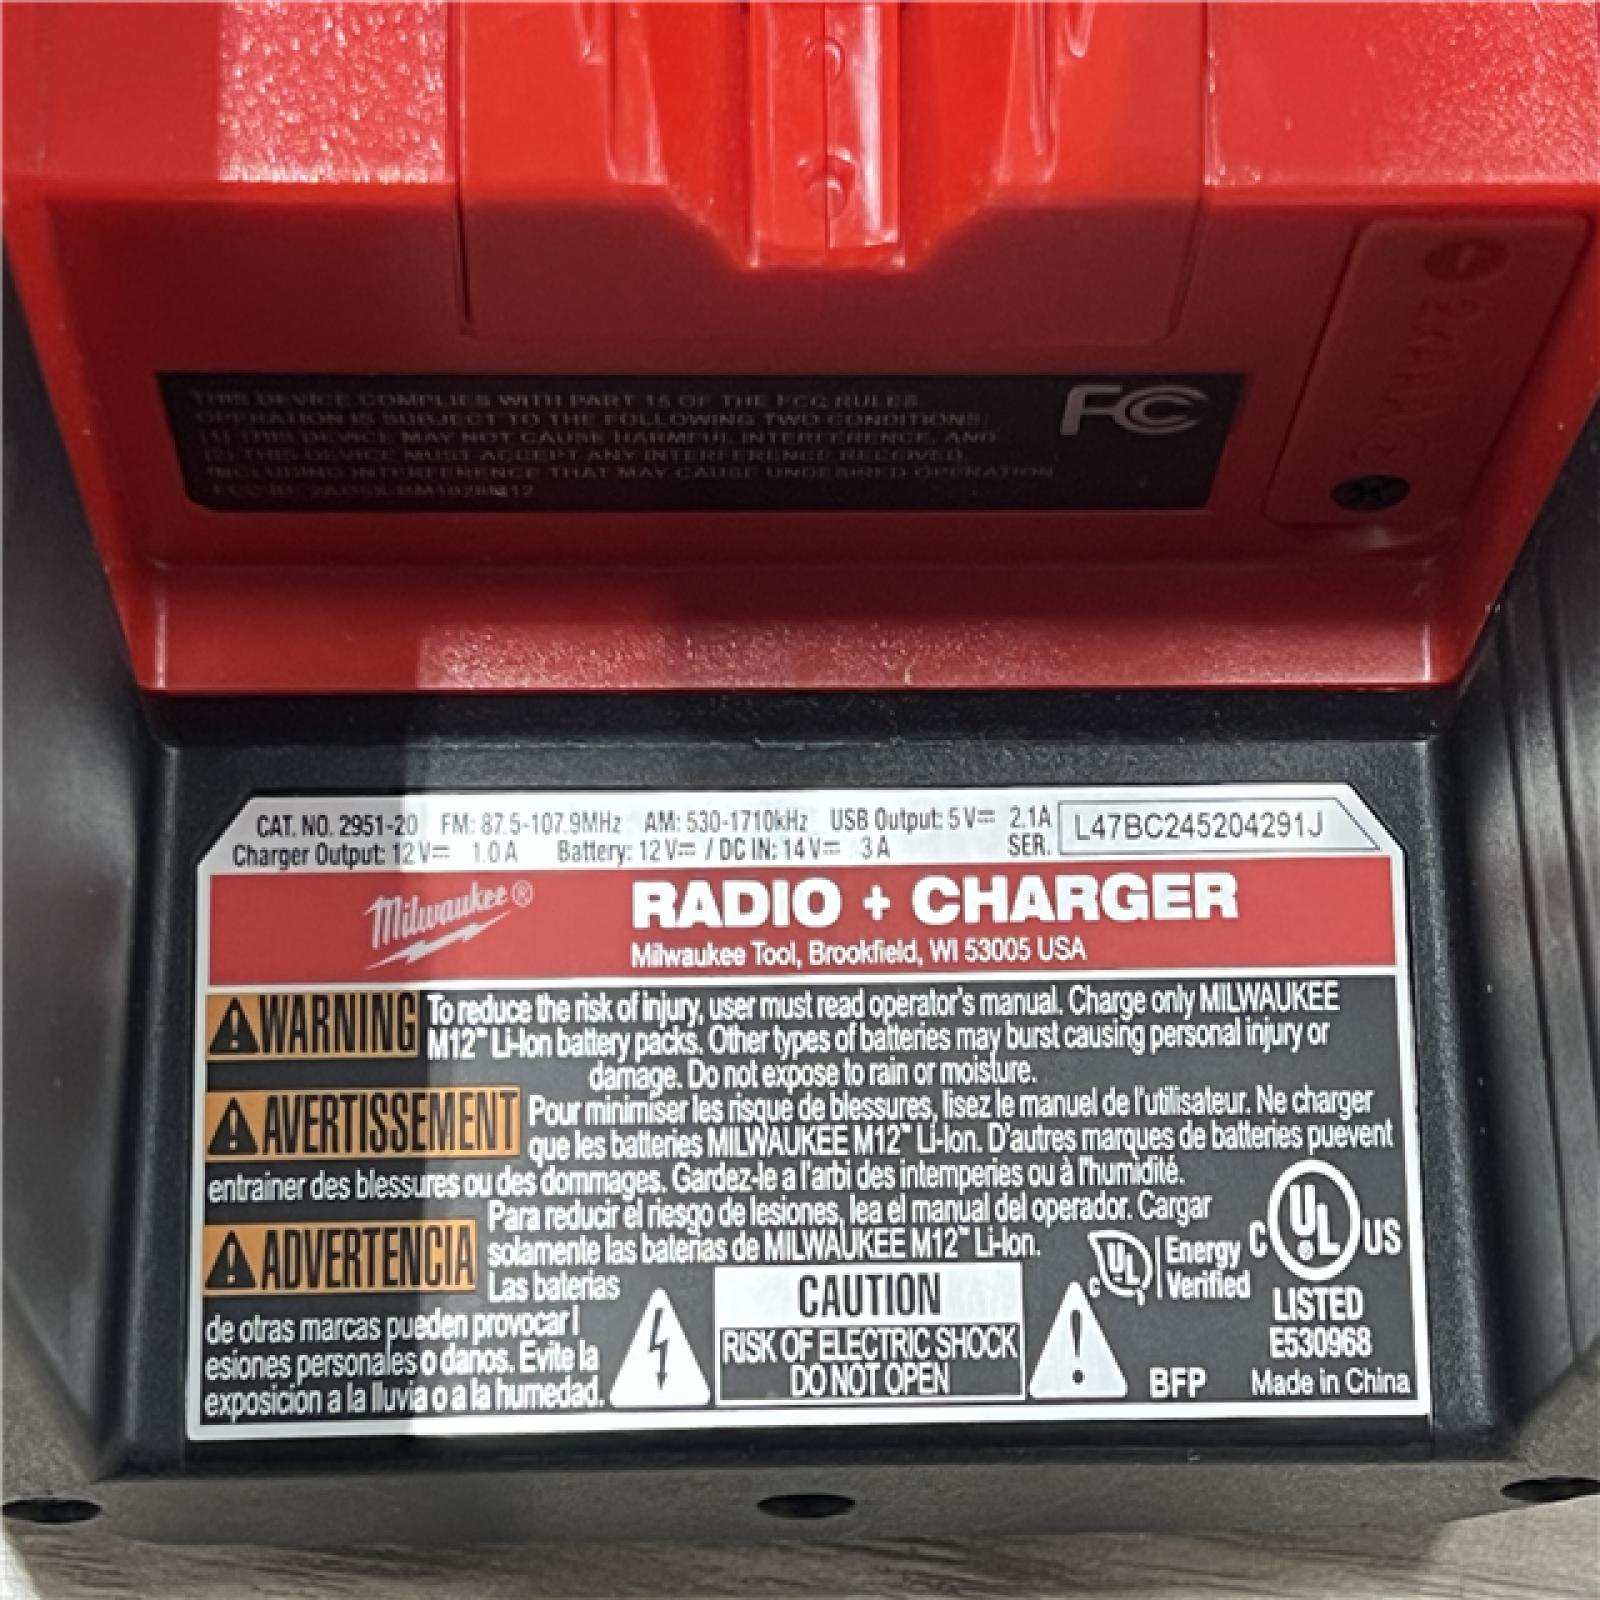 THIS DEVICE COMPLIES WITH PART 15 OF THE FCC RULES.
OPERATION IS SUBJECT TO THE FOLLOWING TWO CONDITIONS:
(1) THIS DEVICE MAY NOT CAUSE HARMFUL INTERFERENCE, AND
(2) THIS DEVICE MUST ACCEPT ANY INTERFERENCE RECEIVED,
INCLUDING INTERFERENCE THAT MAY CAUSE UNDESIRED OPERATION
FCC ID:
FC
CAT. NO. 2951-20 FM: 87.5-107.9MHz AM: 530-1710kHz USB Output: 5 V⎓ 2.1A
Charger Output: 12 V⎓ 1.0 A Battery: 12 V⎓ / DC IN: 14 V⎓ 3 A SER. L47BC245204291J
Milwaukee® RADIO + CHARGER
Milwaukee Tool, Brookfield, WI 53005 USA
WARNING To reduce the risk of injury, user must read operator's manual. Charge only MILWAUKEE
M12™ Li-Ion battery packs. Other types of batteries may burst causing personal injury or
damage. Do not expose to rain or moisture.
AVERTISSEMENT Pour minimiser les risque de blessures, lisez le manuel de l'utilisateur. Ne charger
que les batteries MILWAUKEE M12™ Li-Ion. D'autres marques de batteries puevent
entrainer des blessures ou des dommages. Gardez-le a l'arbi des intemperies ou à l'humidité.
ADVERTENCIA Para reducir el riesgo de lesiones, lea el manual del operador. Cargar
solamente las baterias de MILWAUKEE M12™ Li-Ion.
Las baterias
de otras marcas pueden provocar l
esiones personales o danos. Evite la
exposicion a la lluvia o a la humedad.
CAUTION
RISK OF ELECTRIC SHOCK
DO NOT OPEN
c UL Energy
Verified
BFP
C UL ® US
LISTED
E530968
Made in China